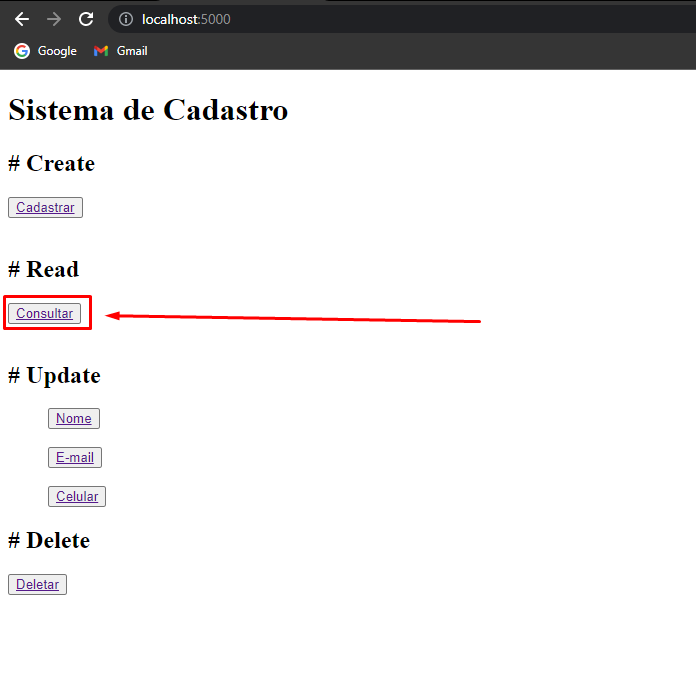 localhost:5000
Google Gmail
Sistema de Cadastro
# Create
Cadastrar
# Read
Consultar
# Update
Nome
E-mail
Celular
# Delete
Deletar